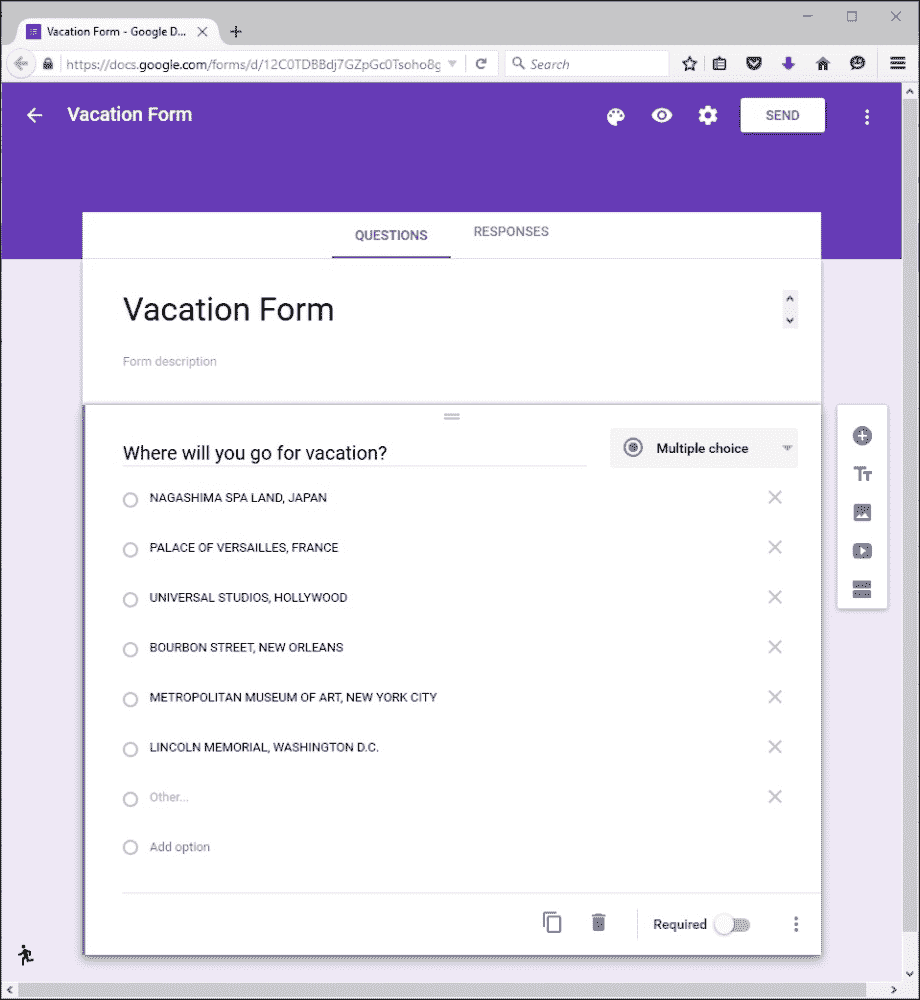 Vacation Form - Google D...
https://docs.google.com/forms/d/12C0TDBBdj7GZpGc0Tsoho8g
Search
Vacation Form
SEND
QUESTIONS
RESPONSES
Vacation Form
Form description
Where will you go for vacation?
Multiple choice
NAGASHIMA SPA LAND, JAPAN
PALACE OF VERSAILLES, FRANCE
UNIVERSAL STUDIOS, HOLLYWOOD
BOURBON STREET, NEW ORLEANS
METROPOLITAN MUSEUM OF ART, NEW YORK CITY
LINCOLN MEMORIAL, WASHINGTON D.C.
Other...
Add option
Required